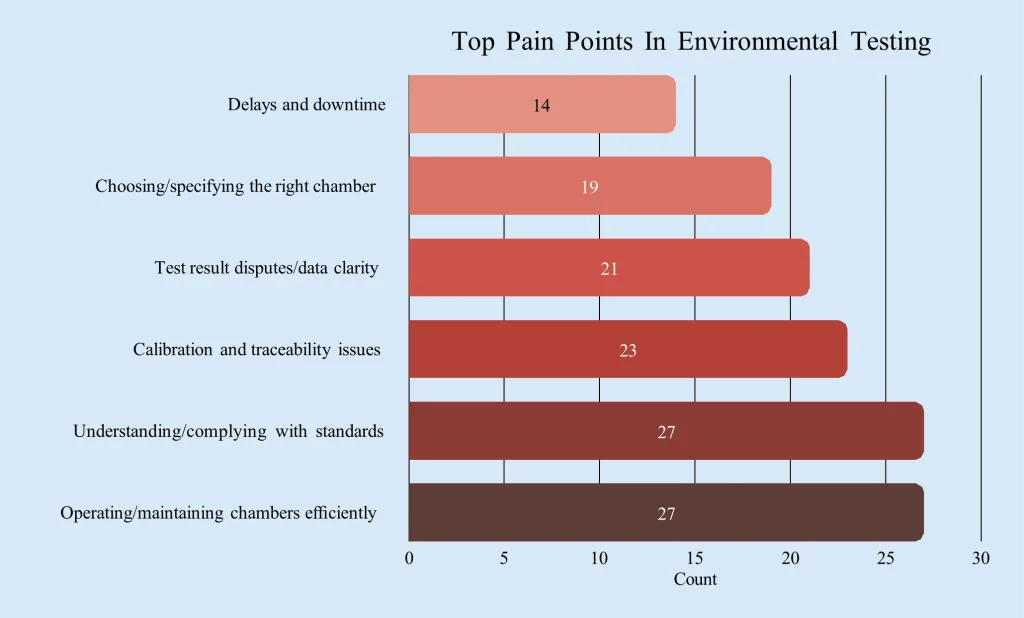 Top Pain Points In Environmental Testing
Delays and downtime
14
Choosing/specifying the right chamber
19
Test result disputes/data clarity
21
Calibration and traceability issues
23
Understanding/complying with standards
27
Operating/maintaining chambers efficiently
27
0 5 10 15 20 25 30
Count